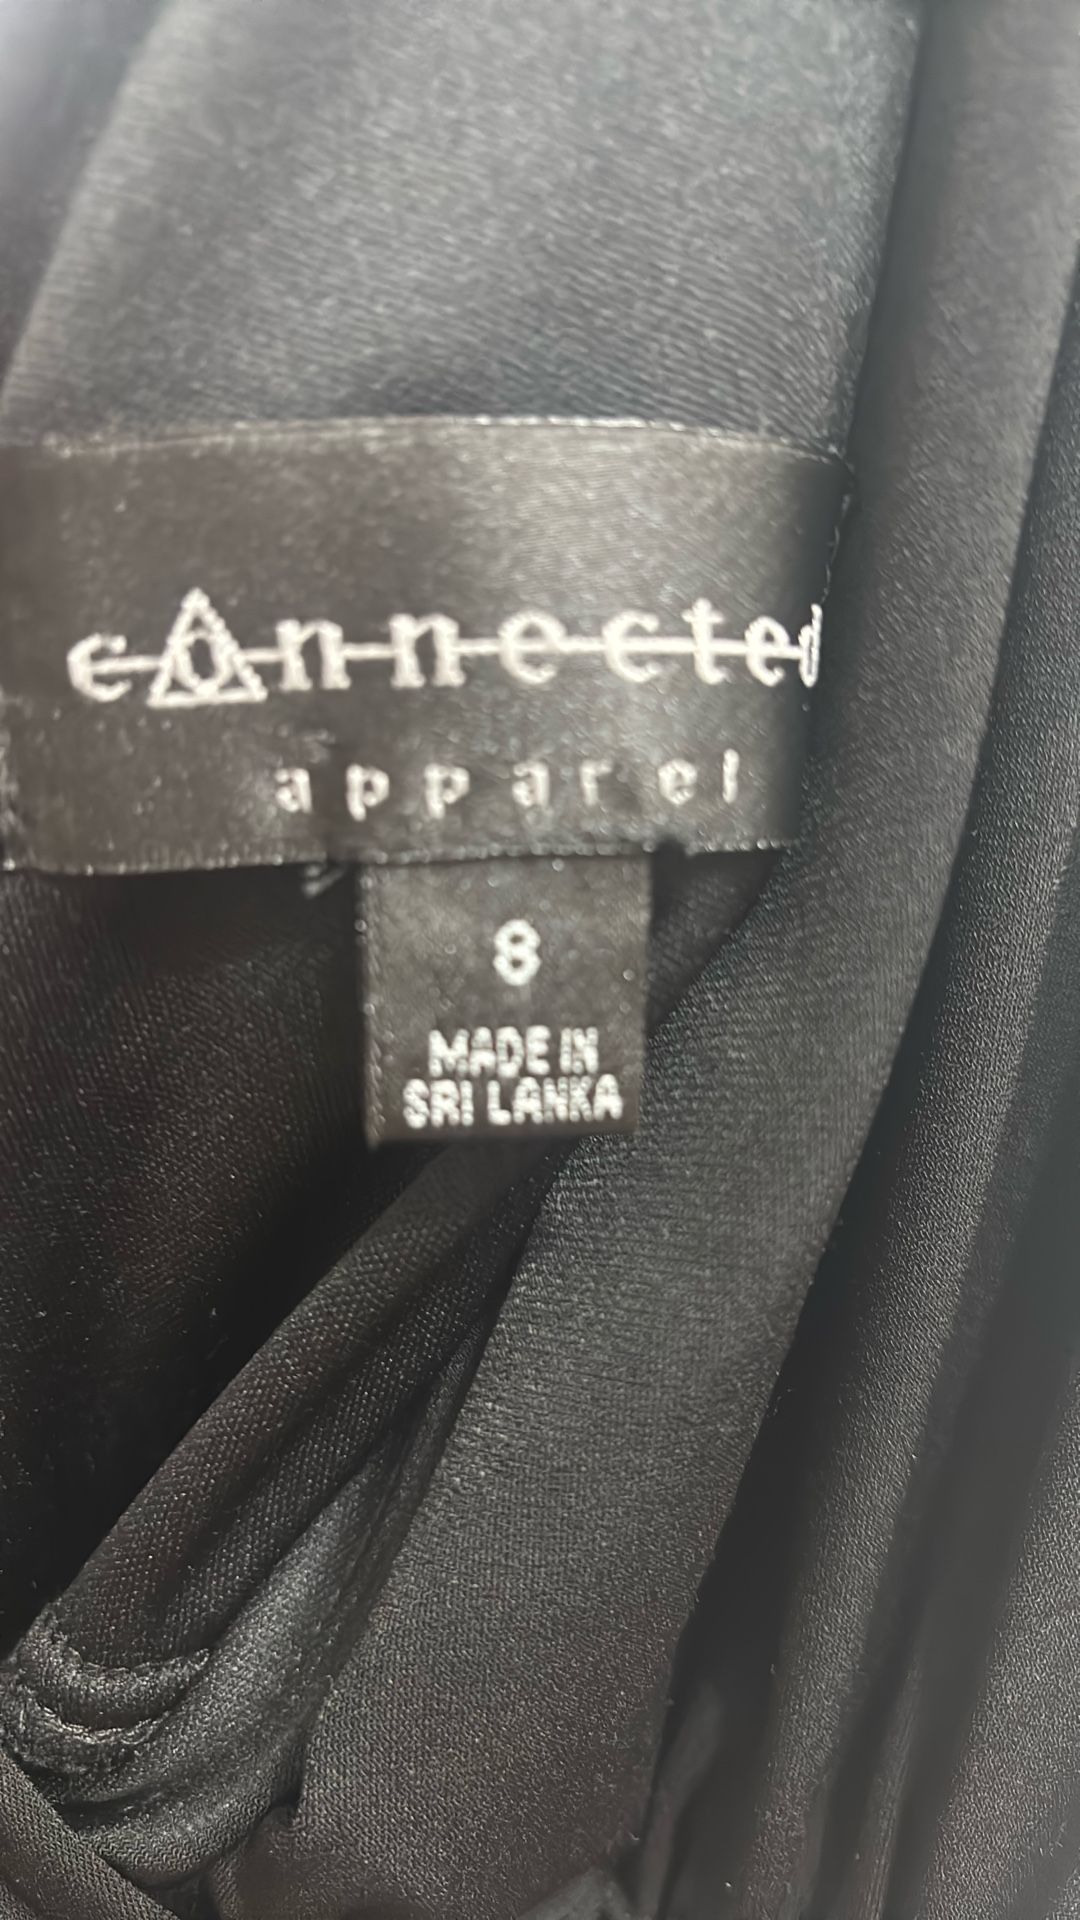 connected
apparel
8
MADE IN
SRI LANKA